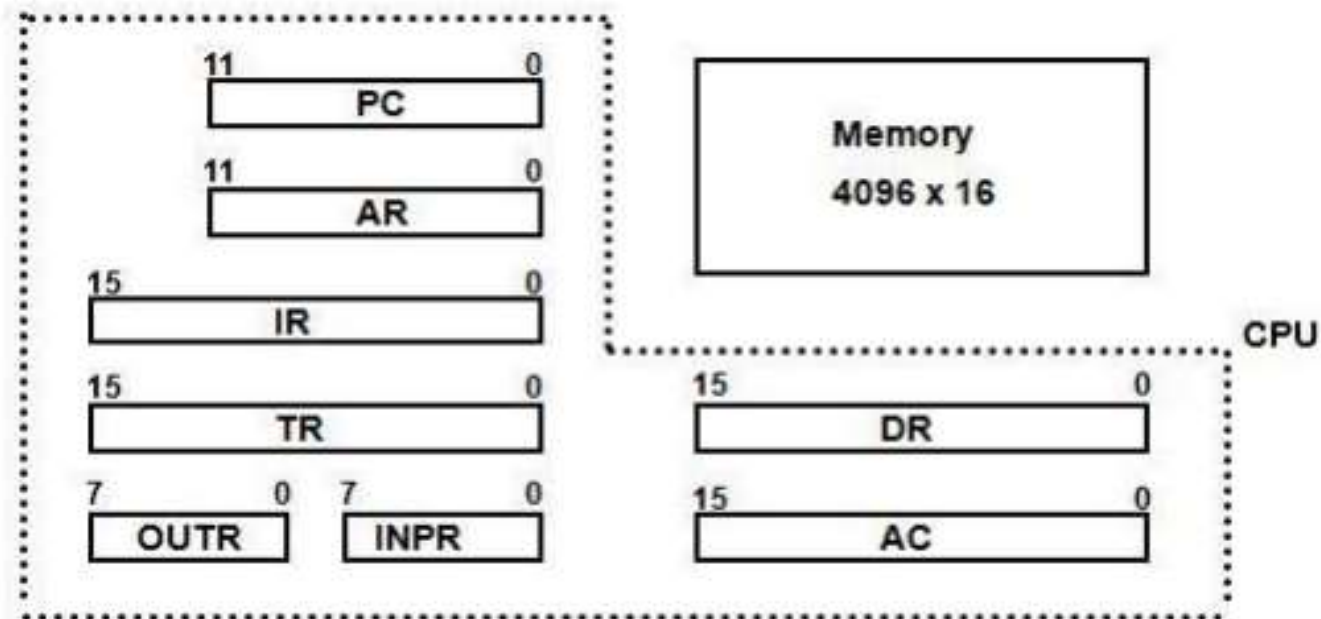 11 0
PC
11 0
AR
15 0
IR
15 0
TR
7 0 7 0
OUTR INPR
Memory
4096 x 16
CPU
15 0
DR
15 0
AC